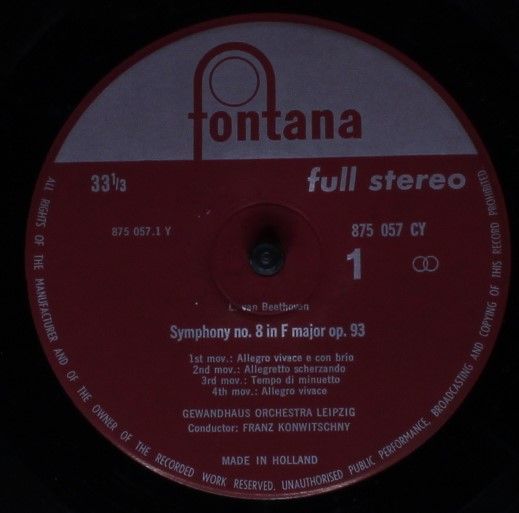 fontana
33 1/3
full stereo
875 057.1 Y
875 057 CY
1
L. van Beethoven
Symphony no. 8 in F major op. 93
1st mov.: Allegro vivace e con brio
2nd mov.: Allegretto scherzando
3rd mov.: Tempo di minuetto
4th mov.: Allegro vivace
GEWANDHAUS ORCHESTRA LEIPZIG
Conductor: FRANZ KONWITSCHNY
MADE IN HOLLAND
ALL RIGHTS OF THE MANUFACTURER AND OF THE OWNER OF THE RECORDED WORK RESERVED. UNAUTHORISED PUBLIC PERFORMANCE, BROADCASTING AND COPYING OF THIS RECORD PROHIBITED